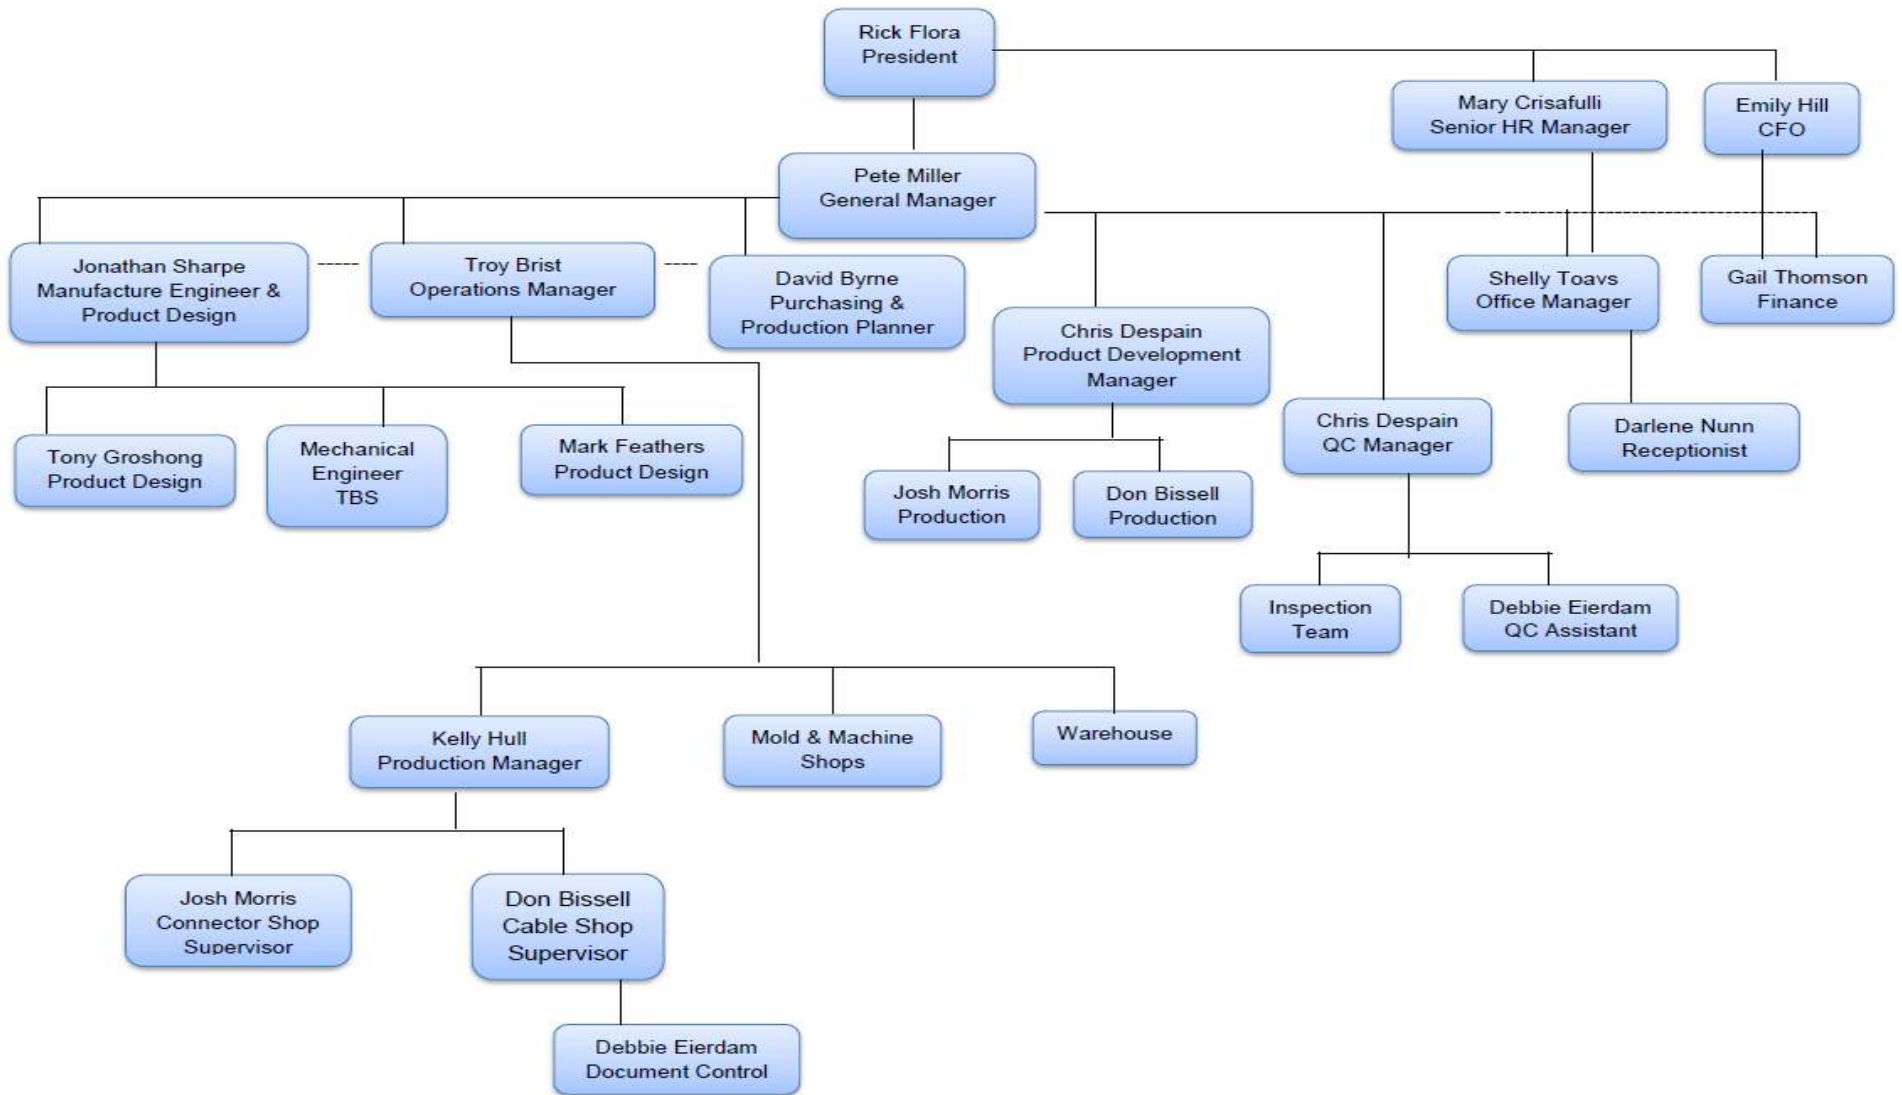 Rick Flora
President
Mary Crisafulli
Senior HR Manager
Emily Hill
CFO
Pete Miller
General Manager
Jonathan Sharpe
Manufacture Engineer &
Product Design
Troy Brist
Operations Manager
David Byrne
Purchasing &
Production Planner
Shelly Toavs
Office Manager
Gail Thomson
Finance
Chris Despain
Product Development
Manager
Chris Despain
QC Manager
Darlene Nunn
Receptionist
Tony Groshong
Product Design
Mechanical
Engineer
TBS
Mark Feathers
Product Design
Josh Morris
Production
Don Bissell
Production
Inspection
Team
Debbie Eierdam
QC Assistant
Kelly Hull
Production Manager
Mold & Machine
Shops
Warehouse
Josh Morris
Connector Shop
Supervisor
Don Bissell
Cable Shop
Supervisor
Debbie Eierdam
Document Control